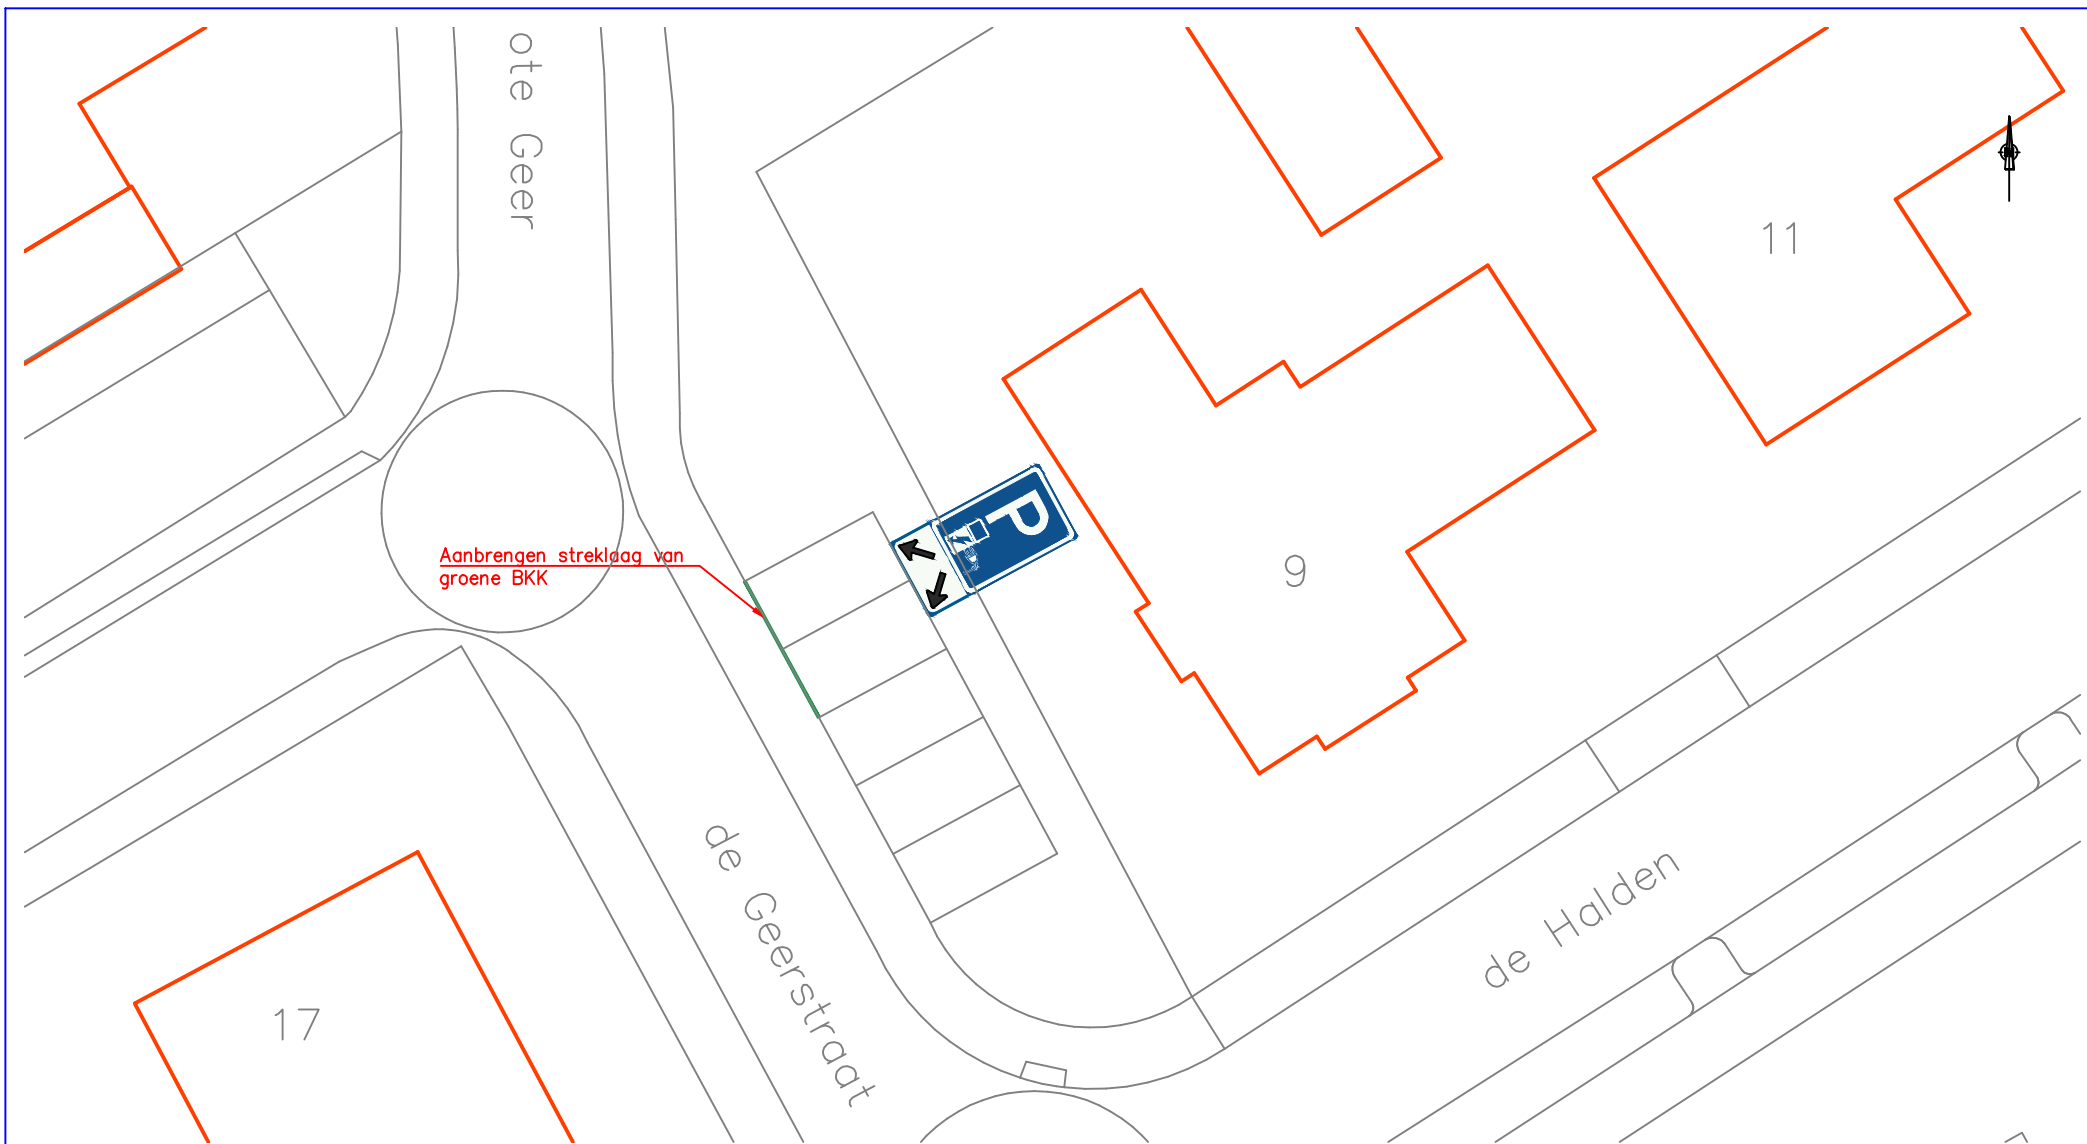 ote Geer
11
Aanbrengen streklaag van
groene BKK
P
9
de Geerstraat
de Halden
17